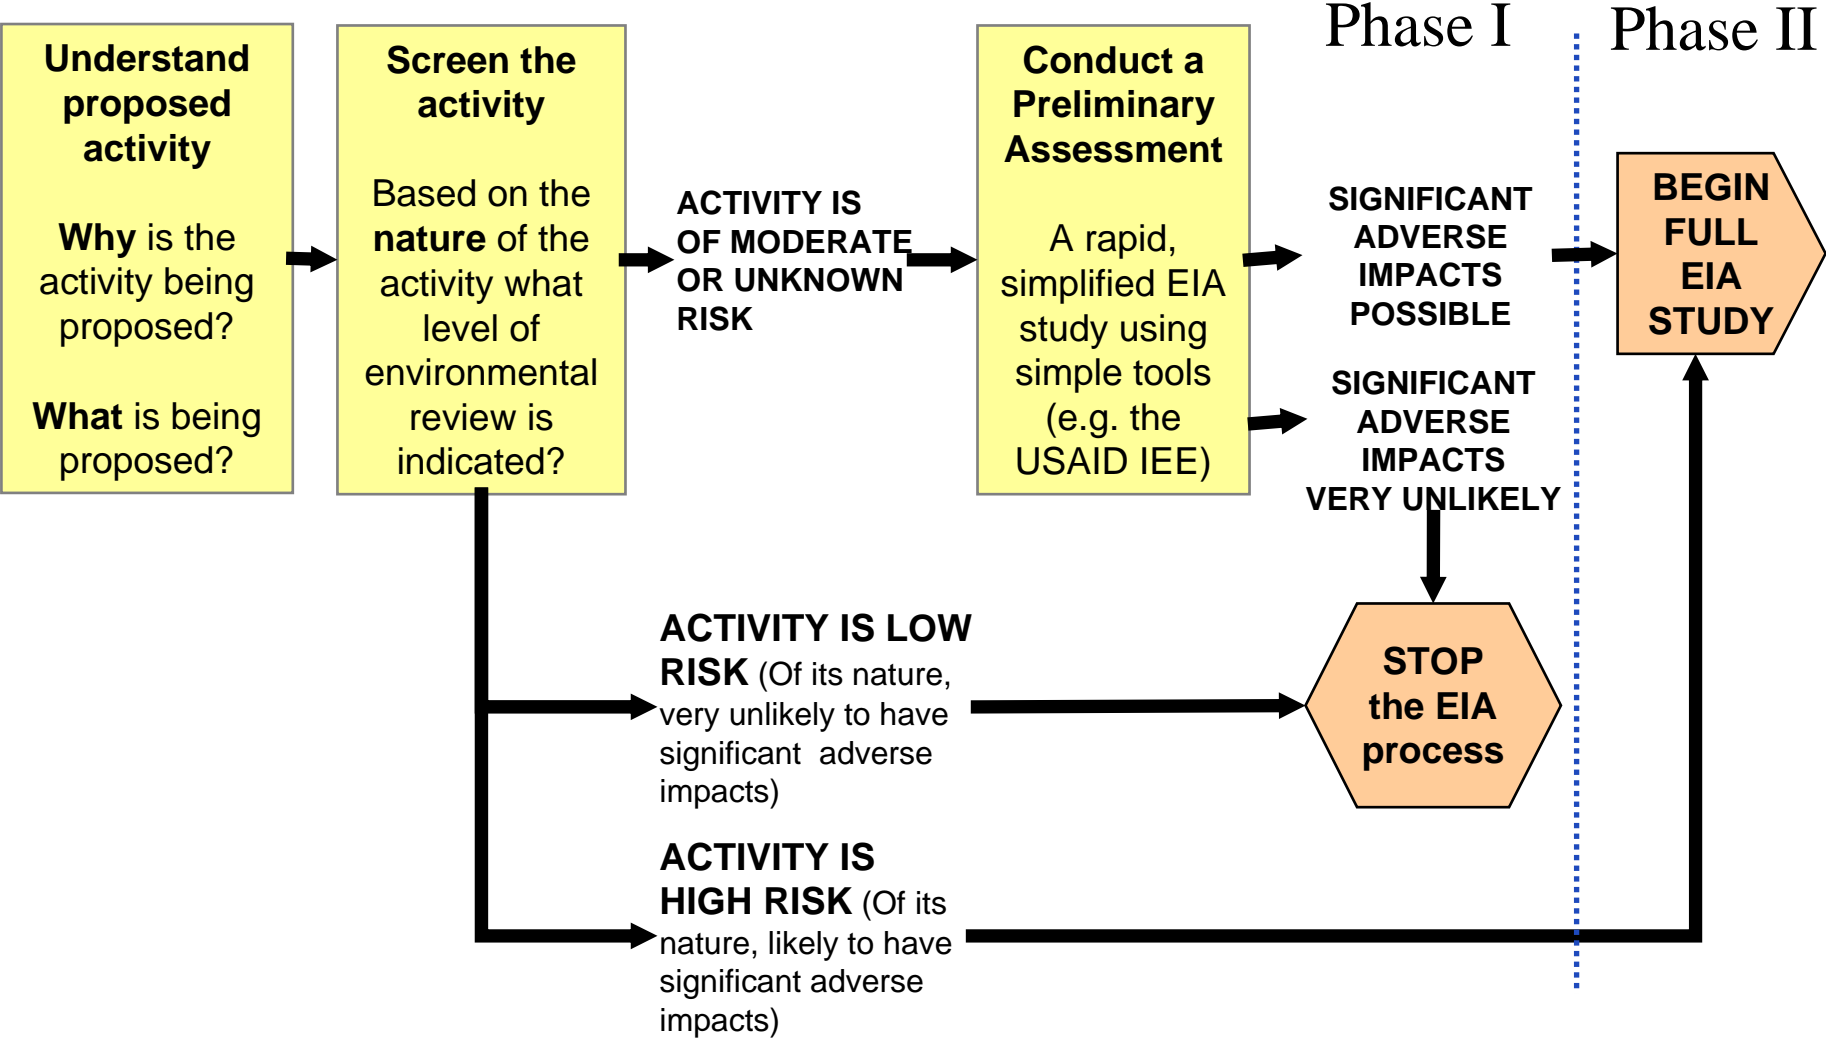 Phase I
Phase II
Understand
proposed
activity
Why is the
activity being
proposed?
What is being
proposed?
Screen the
activity
Based on the
nature of the
activity what
level of
environmental
review is
indicated?
ACTIVITY IS
OF MODERATE
OR UNKNOWN
RISK
Conduct a
Preliminary
Assessment
A rapid,
simplified EIA
study using
simple tools
(e.g. the
USAID IEE)
SIGNIFICANT
ADVERSE
IMPACTS
POSSIBLE
SIGNIFICANT
ADVERSE
IMPACTS
VERY UNLIKELY
BEGIN
FULL
EIA
STUDY
ACTIVITY IS LOW
RISK (Of its nature,
very unlikely to have
significant adverse
impacts)
STOP
the EIA
process
ACTIVITY IS
HIGH RISK (Of its
nature, likely to have
significant adverse
impacts)